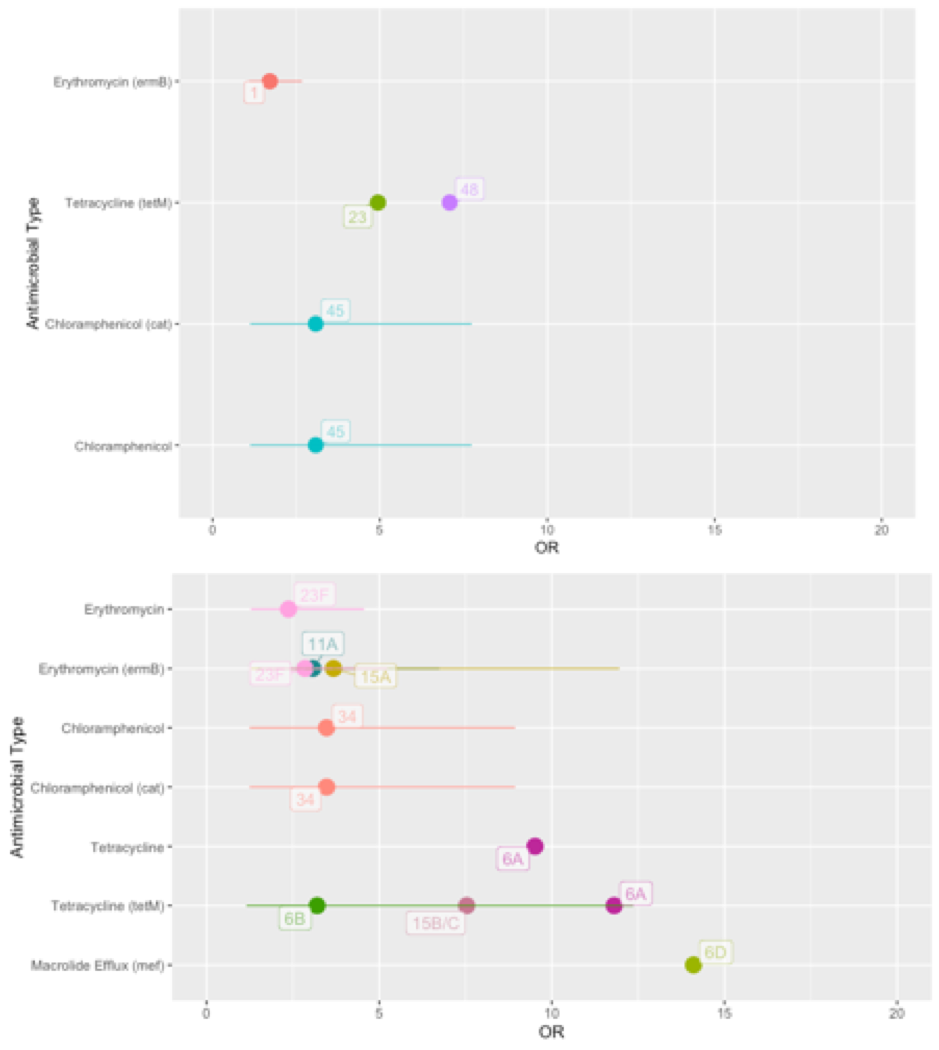 Erythromycin (ermB)
1
Tetracycline (tetM)
48
23
Antimicrobial Type
Chloramphenicol (cat)
45
Chloramphenicol
45
0 5 10 15 20
OR
Erythromycin
23F
11A
Erythromycin (ermB)
23F
15A
Chloramphenicol
34
Antimicrobial Type
Chloramphenicol (cat)
34
Tetracycline
6A
Tetracycline (tetM)
6A
6B
15B/C
Macrolide Efflux (mef)
6D
0 5 10 15 20
OR